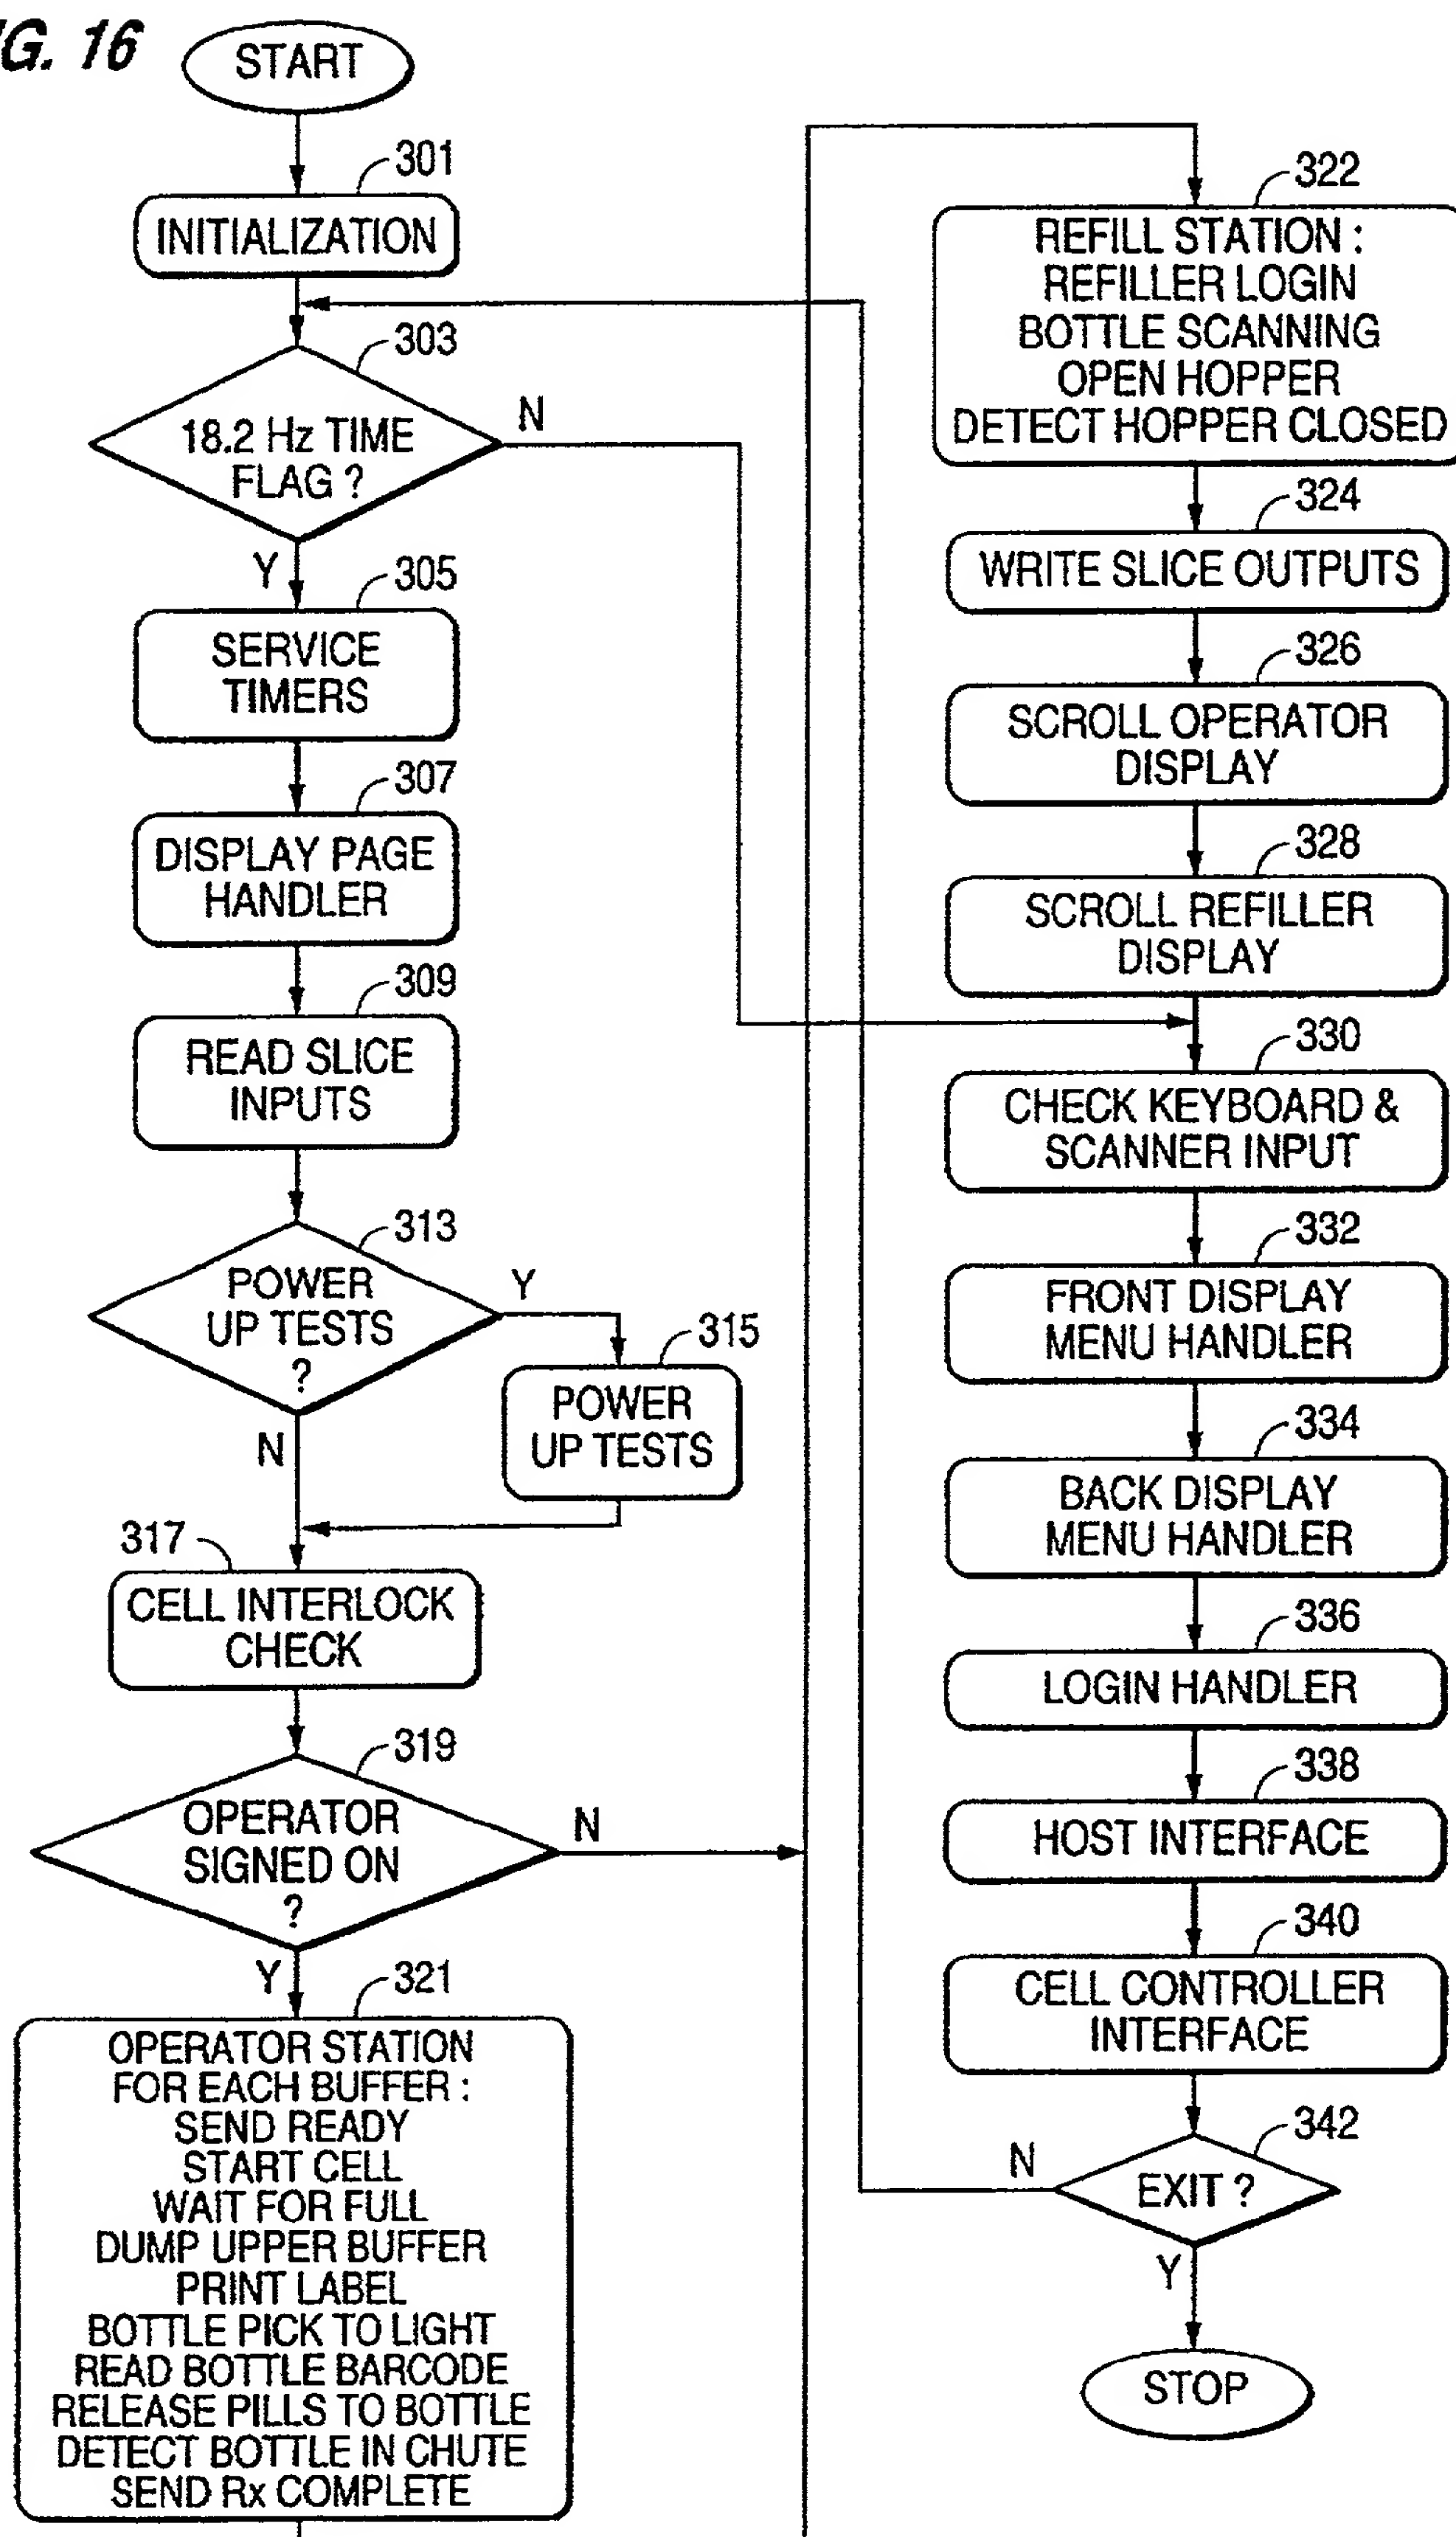 G. 16
START
301
INITIALIZATION
303
18.2 Hz TIME
FLAG ?
N
Y
305
SERVICE
TIMERS
307
DISPLAY PAGE
HANDLER
309
READ SLICE
INPUTS
313
POWER
UP TESTS
?
Y
N
315
POWER
UP TESTS
317
CELL INTERLOCK
CHECK
319
OPERATOR
SIGNED ON
?
N
Y
321
OPERATOR STATION
FOR EACH BUFFER :
SEND READY
START CELL
WAIT FOR FULL
DUMP UPPER BUFFER
PRINT LABEL
BOTTLE PICK TO LIGHT
READ BOTTLE BARCODE
RELEASE PILLS TO BOTTLE
DETECT BOTTLE IN CHUTE
SEND Rx COMPLETE
322
REFILL STATION :
REFILLER LOGIN
BOTTLE SCANNING
OPEN HOPPER
DETECT HOPPER CLOSED
324
WRITE SLICE OUTPUTS
326
SCROLL OPERATOR
DISPLAY
328
SCROLL REFILLER
DISPLAY
330
CHECK KEYBOARD &
SCANNER INPUT
332
FRONT DISPLAY
MENU HANDLER
334
BACK DISPLAY
MENU HANDLER
336
LOGIN HANDLER
338
HOST INTERFACE
340
CELL CONTROLLER
INTERFACE
342
EXIT ?
N
Y
STOP